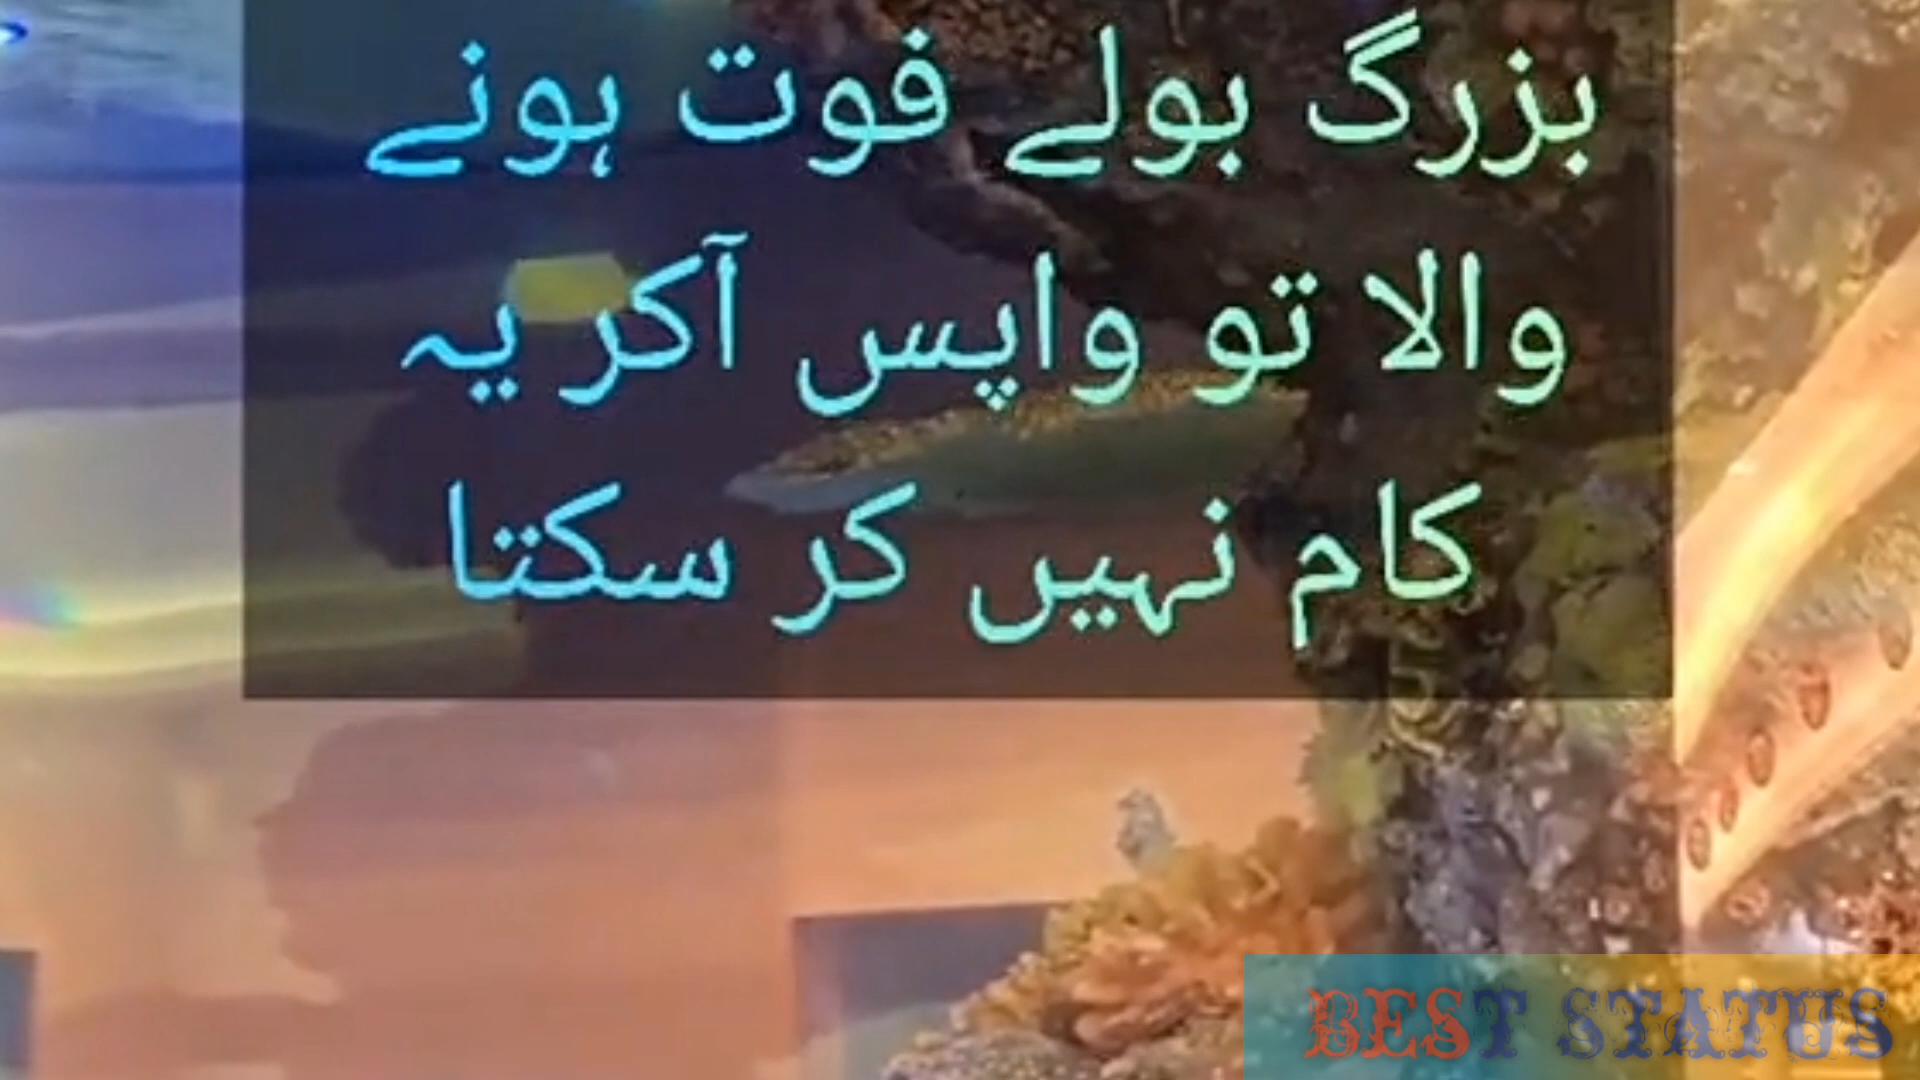 بزرگ بولے فوت ہونے
والا تو واپس آکر یہ
کام نہیں کر سکتا
BEST STATUS